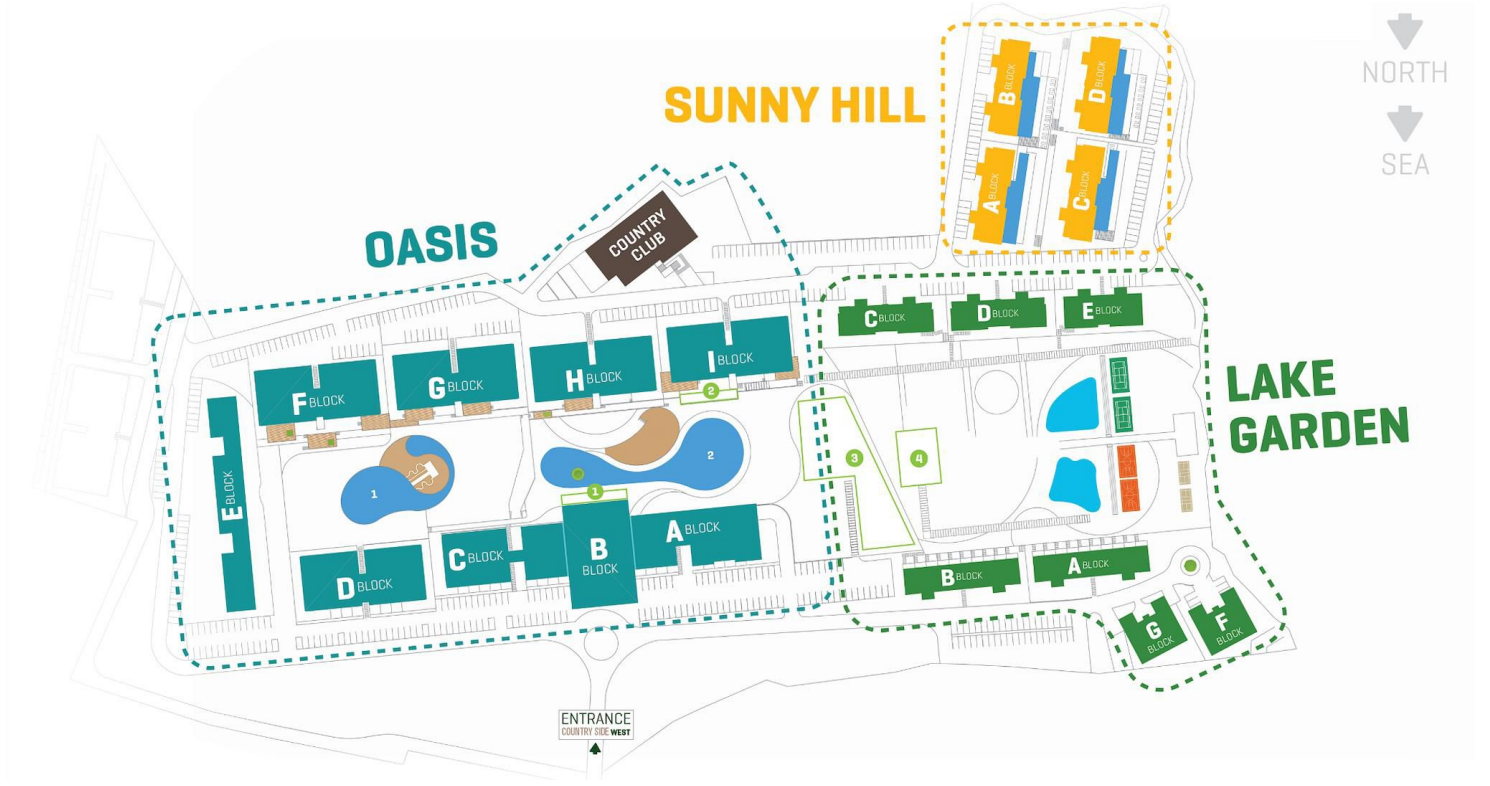 NORTH
SEA
SUNNY HILL
B BLOCK
D BLOCK
A BLOCK
C BLOCK
OASIS
COUNTRY
CLUB
F BLOCK
G BLOCK
H BLOCK
I BLOCK
E BLOCK
D BLOCK
C BLOCK
B
BLOCK
A BLOCK
1
2
1
2
3
4
LAKE
GARDEN
C BLOCK
D BLOCK
E BLOCK
B BLOCK
A BLOCK
G
BLOCK
F
BLOCK
ENTRANCE
COUNTRY SIDE WEST